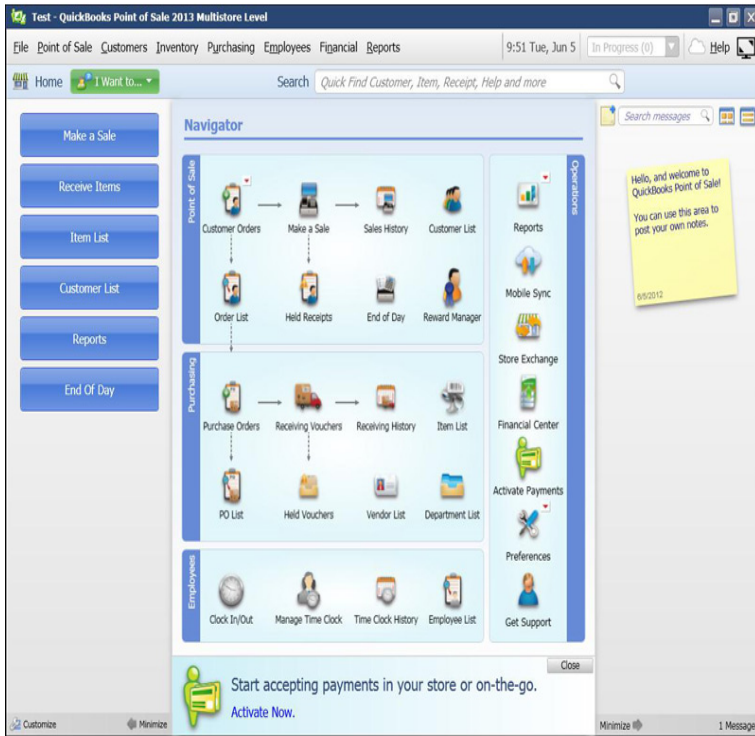 Test - QuickBooks Point of Sale 2013 Multistore Level
File Point of Sale Customers Inventory Purchasing Employees Financial Reports
9:51 Tue, Jun 5
In Progress (0)
Help
Home
I Want to...
Search
Quick Find Customer, Item, Receipt, Help and more
Make a Sale
Receive Items
Item List
Customer List
Reports
End Of Day
Customize
Minimize
Navigator
Point of Sale
Customer Orders
Make a Sale
Sales History
Customer List
Order List
Held Receipts
End of Day
Reward Manager
Purchasing
Purchase Orders
Receiving Vouchers
Receiving History
Item List
PO List
Held Vouchers
Vendor List
Department List
Employees
Clock In/Out
Manage Time Clock
Time Clock History
Employee List
Operations
Reports
Mobile Sync
Store Exchange
Financial Center
Activate Payments
Preferences
Get Support
Close
Start accepting payments in your store or on-the-go.
Activate Now.
Search messages
Hello, and welcome to
QuickBooks Point of Sale!
You can use this area to
post your own notes.
6/5/2012
Minimize
1 Message